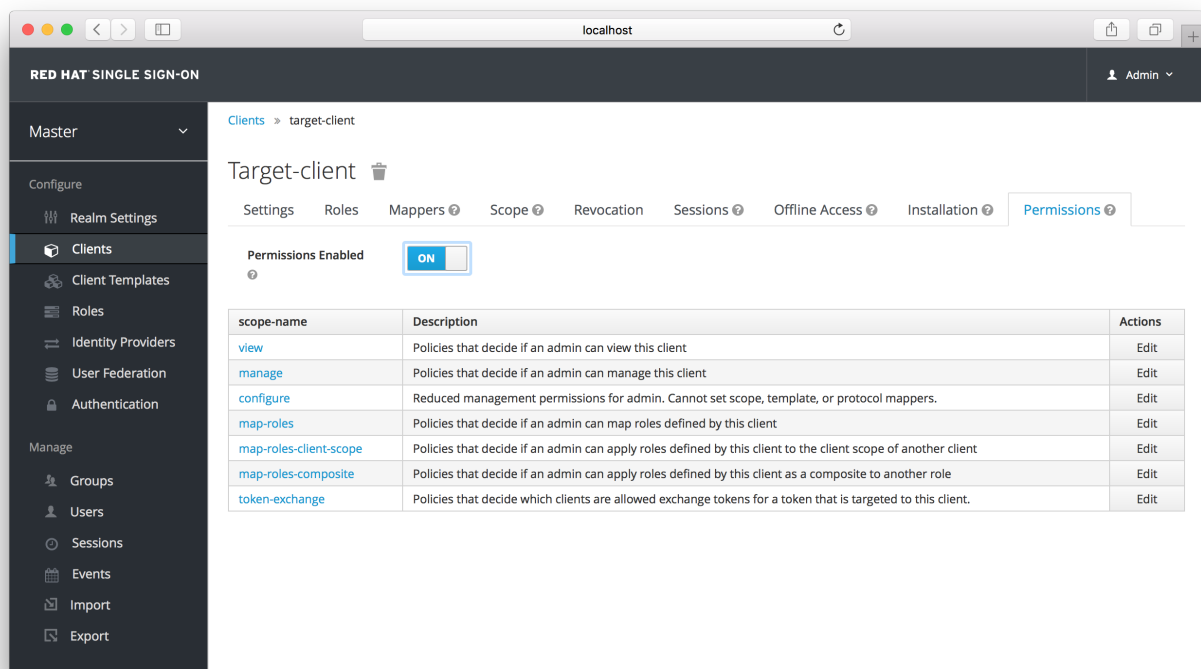 localhost
RED HAT SINGLE SIGN-ON
Admin
Master
Configure
Realm Settings
Clients
Client Templates
Roles
Identity Providers
User Federation
Authentication
Manage
Groups
Users
Sessions
Events
Import
Export
Clients » target-client
Target-client
Settings Roles Mappers Scope Revocation Sessions Offline Access Installation Permissions
Permissions Enabled ON
scope-name Description Actions
view Policies that decide if an admin can view this client Edit
manage Policies that decide if an admin can manage this client Edit
configure Reduced management permissions for admin. Cannot set scope, template, or protocol mappers. Edit
map-roles Policies that decide if an admin can map roles defined by this client Edit
map-roles-client-scope Policies that decide if an admin can apply roles defined by this client to the client scope of another client Edit
map-roles-composite Policies that decide if an admin can apply roles defined by this client as a composite to another role Edit
token-exchange Policies that decide which clients are allowed exchange tokens for a token that is targeted to this client. Edit